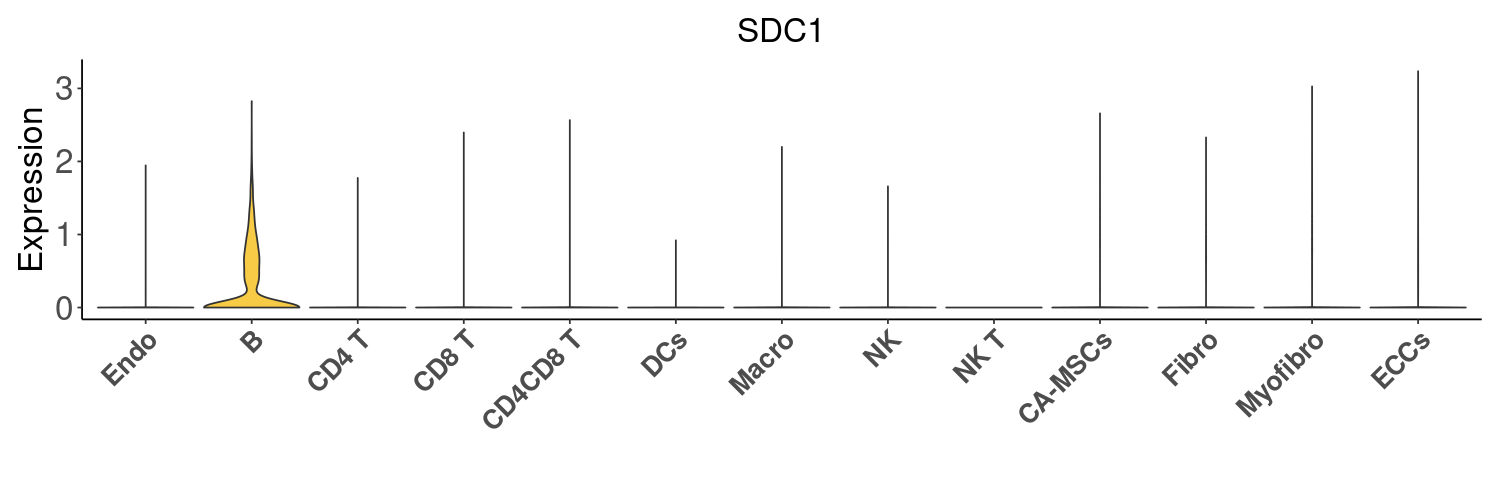 SDC1
Expression
3
2
1
0
Endo
B
CD4 T
CD8 T
CD4CD8 T
DCs
Macro
NK
NK T
CA-MSCs
Fibro
Myofibro
ECCs